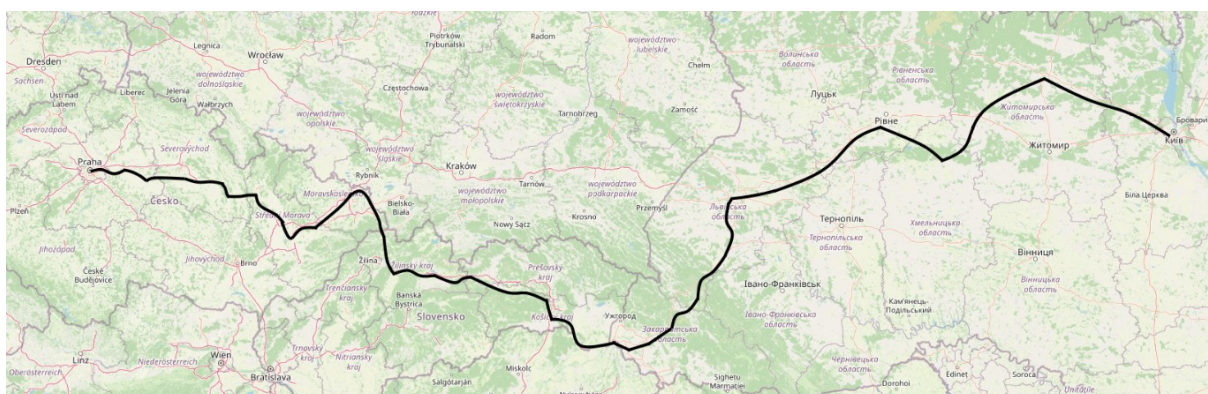 Dresden
Sachsen
Ústí nad
Labem
Liberec
Jelenia
Góra
Legnica
Wałbrzych
Wrocław
województwo
dolnośląskie
województwo
opolskie
Częstochowa
województwo
śląskie
Piotrków
Trybunalski
Radom
województwo
świętokrzyskie
Tarnobrzeg
województwo
lubelskie
Chełm
Zamość
Волинська
область
Луцьк
Рівненська
область
Рівне
Житомирська
область
Житомир
Київ
Бровари
Біла Церква
Severozápad
Praha
Severovýchod
Česko
Plzeň
Jihozápad
České
Budějovice
Střední Morava
Jihovýchod
Brno
Moravskoslezsko
Rybnik
Bielsko-
Biała
Kraków
województwo
małopolskie
Tarnów
Nowy Sącz
województwo
podkarpackie
Krosno
Przemyśl
Львівська
область
Тернопіль
Тернопільська
область
Хмельницька
область
Вінниця
Вінницька
область
Žilina
Žilinský kraj
Trenčiansky
kraj
Banská
Bystrica
Slovensko
Prešovský
kraj
Ужгород
Закарпатська
область
Івано-Франківськ
Івано-Франківська
область
Кам'янець-
Подільський
Чернівецька
область
Linz
Oberösterreich
Niederösterreich
Wien
Bratislava
Trnavský
kraj
Nitriansky
kraj
Salgótarján
Miskolc
Sighetu
Marmației
Dorohoi
Edineț
Soroca